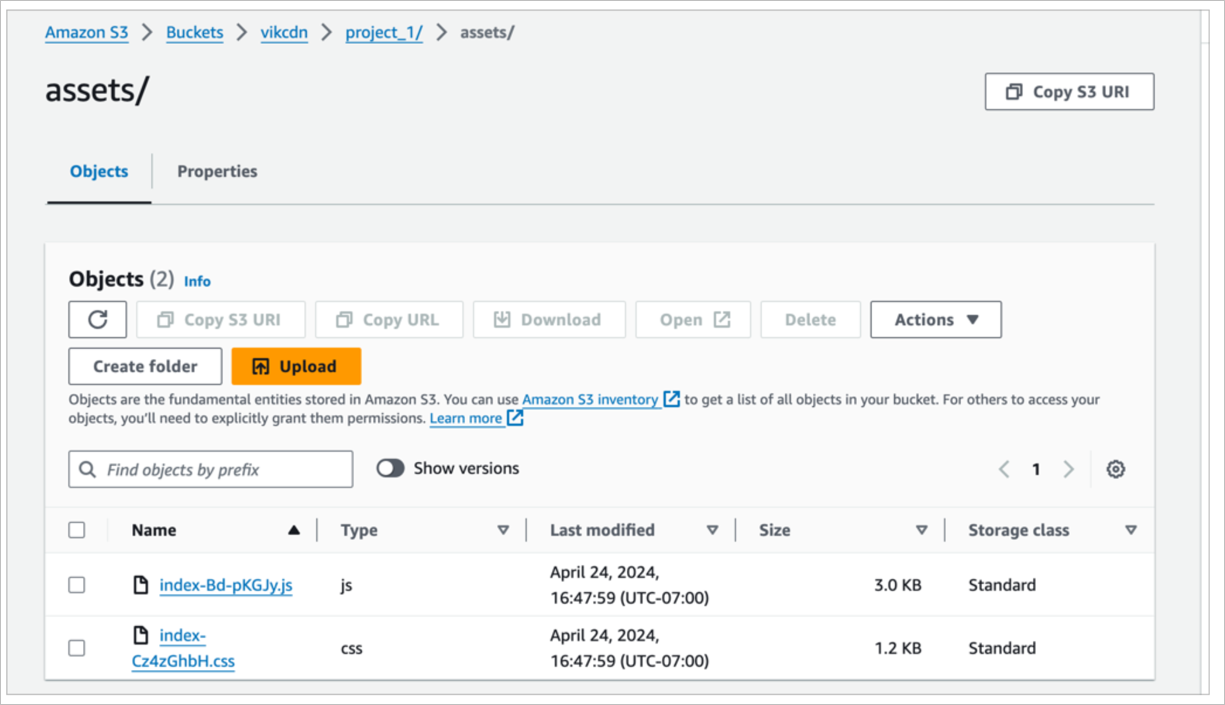 Amazon S3 > Buckets > vikcdn > project_1/ > assets/
assets/
Copy S3 URI
Objects Properties
Objects (2) Info
Copy S3 URI Copy URL Download Open Delete Actions
Create folder Upload
Objects are the fundamental entities stored in Amazon S3. You can use Amazon S3 inventory to get a list of all objects in your bucket. For others to access your
objects, you'll need to explicitly grant them permissions. Learn more
Find objects by prefix Show versions 1
Name Type Last modified Size Storage class
index-Bd-pKGJy.js js April 24, 2024, 3.0 KB Standard
16:47:59 (UTC-07:00)
index- April 24, 2024,
Cz4zGhbH.css css 16:47:59 (UTC-07:00) 1.2 KB Standard